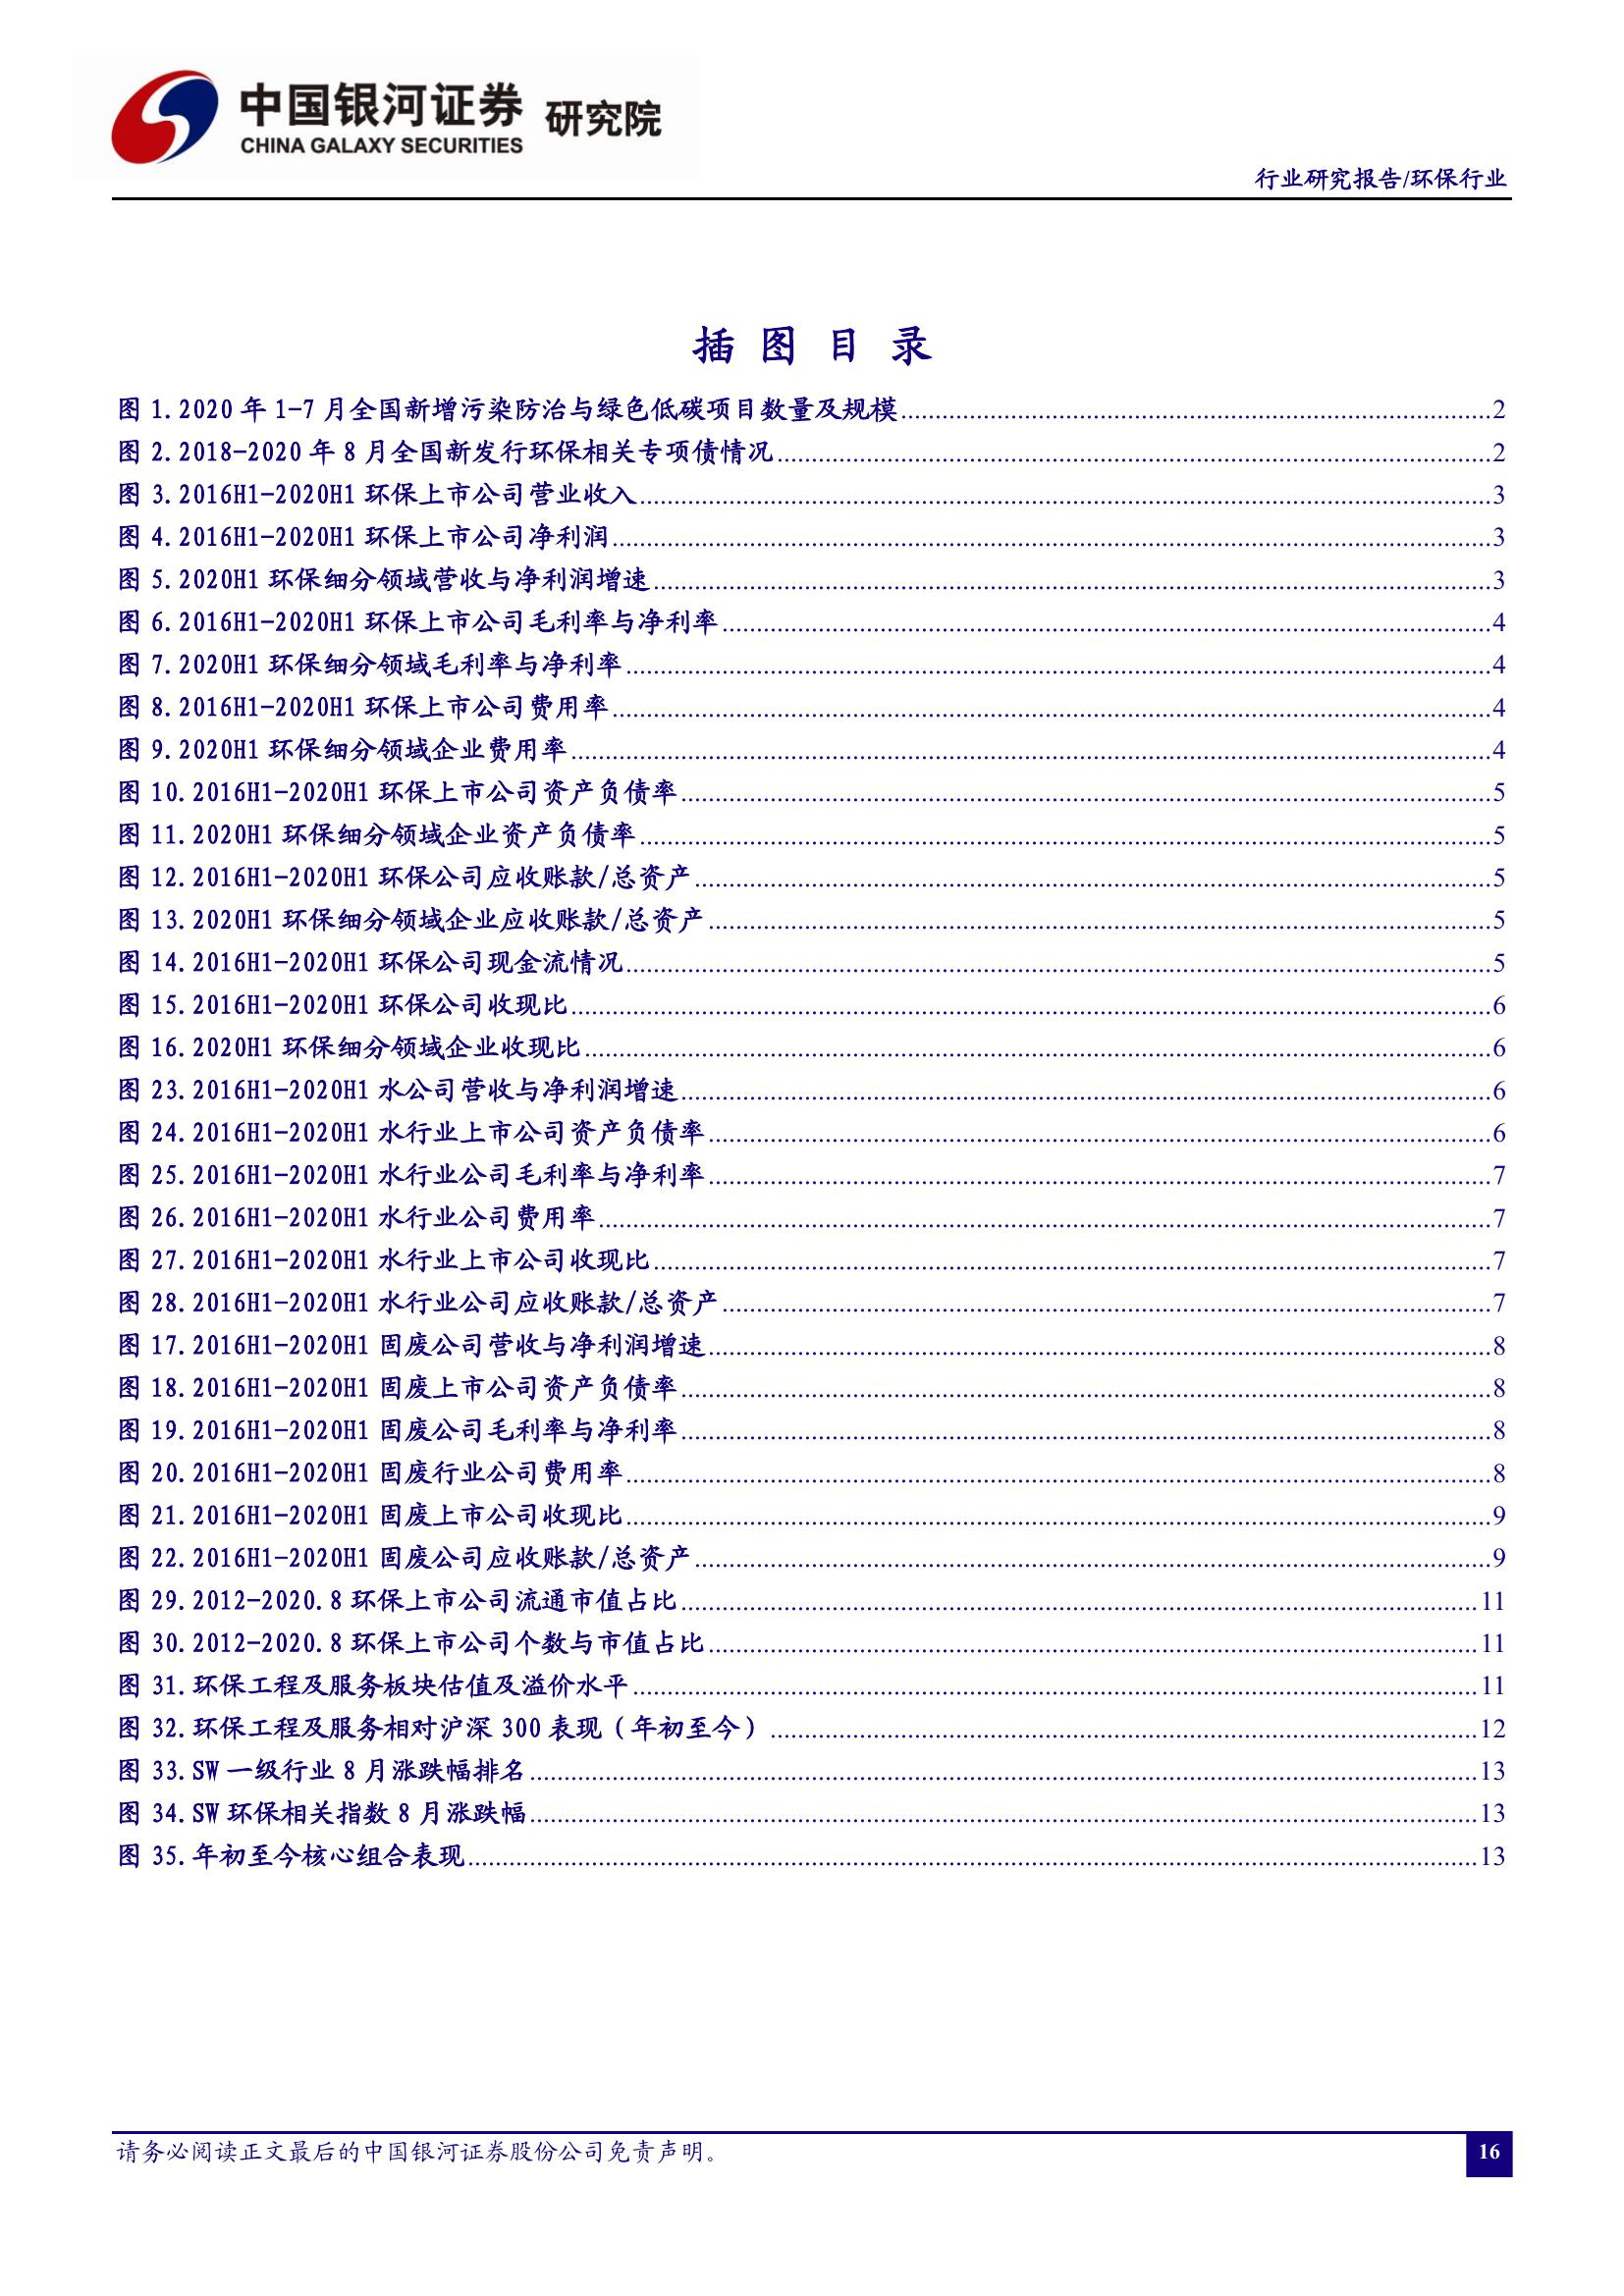 中国银河证券 研究院
CHINA GALAXY SECURITIES
行业研究报告/环保行业
插 图 目 录
图 1. 2020 年 1-7 月全国新增污染防治与绿色低碳项目数量及规模 2
图 2. 2018-2020 年 8 月全国新发行环保相关专项债情况 2
图 3. 2016H1-2020H1 环保上市公司营业收入 3
图 4. 2016H1-2020H1 环保上市公司净利润 3
图 5. 2020H1 环保细分领域营收与净利润增速 3
图 6. 2016H1-2020H1 环保上市公司毛利率与净利率 4
图 7. 2020H1 环保细分领域毛利率与净利率 4
图 8. 2016H1-2020H1 环保上市公司费用率 4
图 9. 2020H1 环保细分领域企业费用率 4
图 10. 2016H1-2020H1 环保上市公司资产负债率 5
图 11. 2020H1 环保细分领域企业资产负债率 5
图 12. 2016H1-2020H1 环保公司应收账款/总资产 5
图 13. 2020H1 环保细分领域企业应收账款/总资产 5
图 14. 2016H1-2020H1 环保公司现金流情况 5
图 15. 2016H1-2020H1 环保公司收现比 6
图 16. 2020H1 环保细分领域企业收现比 6
图 23. 2016H1-2020H1 水公司营收与净利润增速 6
图 24. 2016H1-2020H1 水行业上市公司资产负债率 6
图 25. 2016H1-2020H1 水行业公司毛利率与净利率 7
图 26. 2016H1-2020H1 水行业公司费用率 7
图 27. 2016H1-2020H1 水行业上市公司收现比 7
图 28. 2016H1-2020H1 水行业公司应收账款/总资产 7
图 17. 2016H1-2020H1 固废公司营收与净利润增速 8
图 18. 2016H1-2020H1 固废上市公司资产负债率 8
图 19. 2016H1-2020H1 固废公司毛利率与净利率 8
图 20. 2016H1-2020H1 固废行业公司费用率 8
图 21. 2016H1-2020H1 固废上市公司收现比 9
图 22. 2016H1-2020H1 固废公司应收账款/总资产 9
图 29. 2012-2020.8 环保上市公司流通市值占比 11
图 30. 2012-2020.8 环保上市公司个数与市值占比 11
图 31. 环保工程及服务板块估值及溢价水平 11
图 32. 环保工程及服务相对沪深 300 表现（年初至今） 12
图 33. SW 一级行业 8 月涨跌幅排名 13
图 34. SW 环保相关指数 8 月涨跌幅 13
图 35. 年初至今核心组合表现 13
请务必阅读正文最后的中国银河证券股份公司免责声明。
16